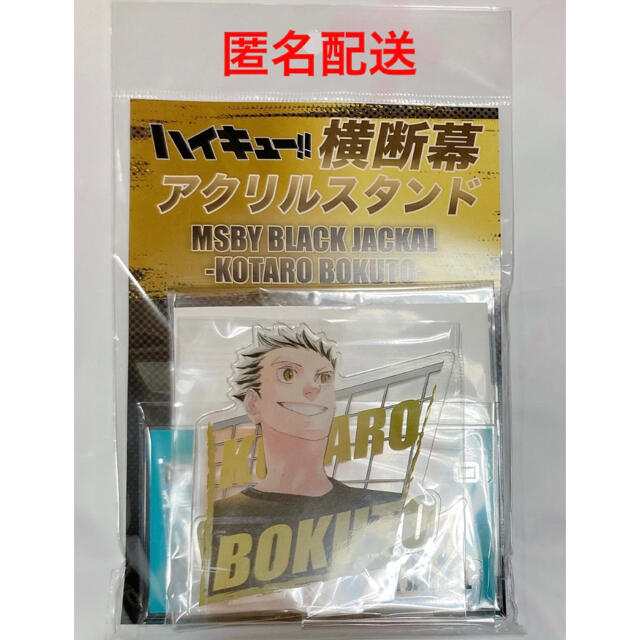 匿名配送
ハイキュー!! 横断幕
アクリルスタンド
MSBY BLACK JACKAL
-KOTARO BOKUTO-
BOKUTO